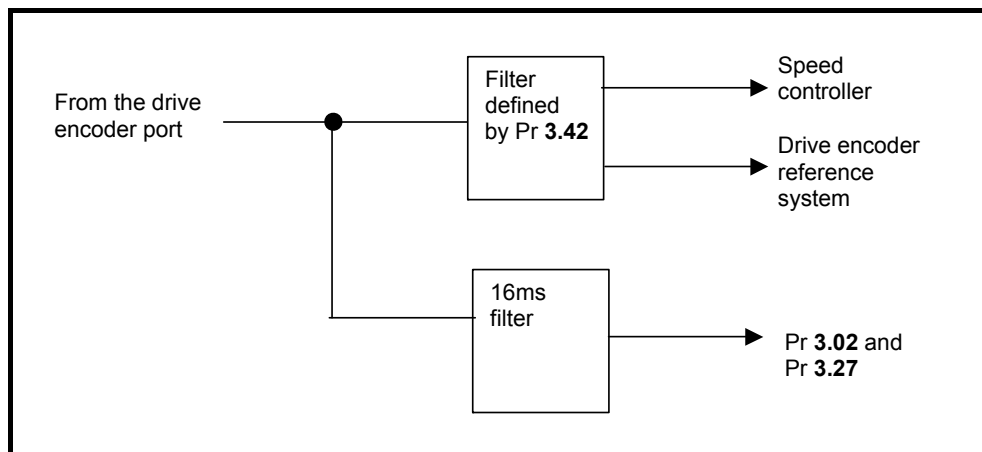 From the drive
encoder port
Filter
defined
by Pr 3.42
Speed
controller
Drive encoder
reference
system
16ms
filter
Pr 3.02 and
Pr 3.27